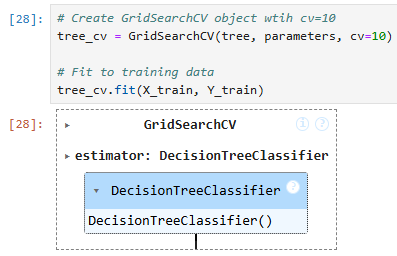 [28]: # Create GridSearchCV object wtih cv=10
tree_cv = GridSearchCV(tree, parameters, cv=10)
# Fit to training data
tree_cv.fit(X_train, Y_train)
[28]: ▸ GridSearchCV i ?
▸ estimator: DecisionTreeClassifier
▾ DecisionTreeClassifier ?
DecisionTreeClassifier()